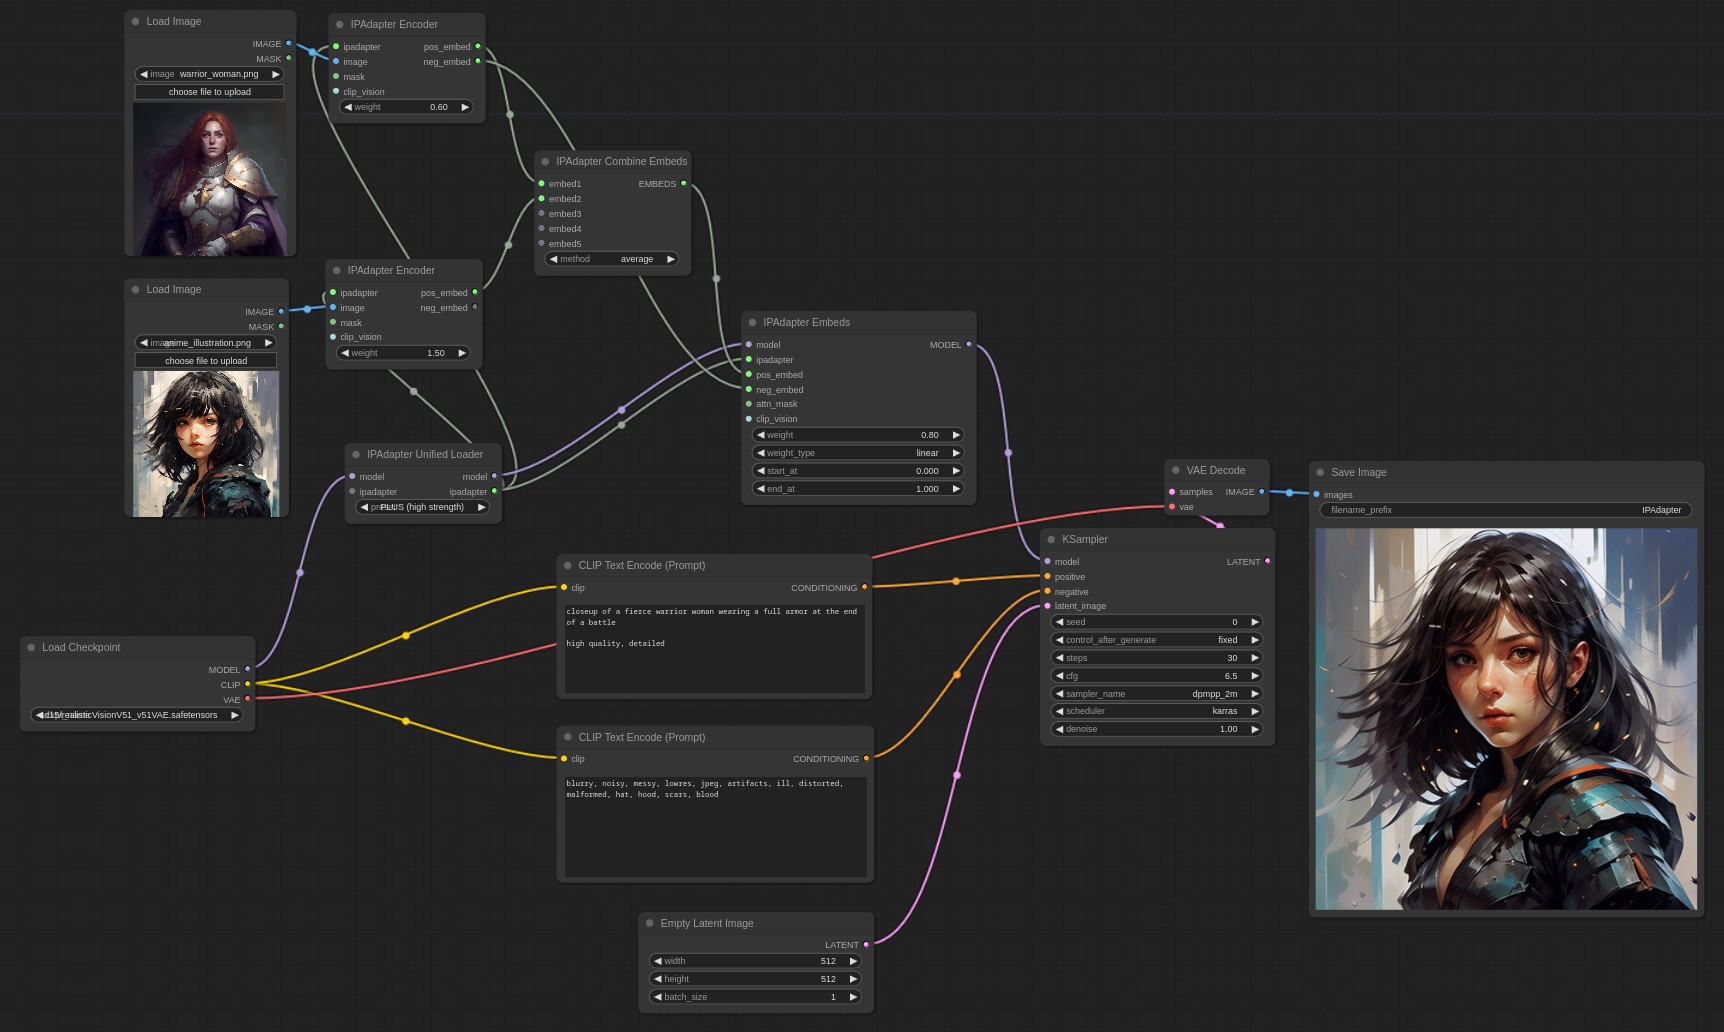 Load Image
IMAGE
MASK
image warrior_woman.png
choose file to upload
IPAdapter Encoder
ipadapter pos_embed
image neg_embed
mask
clip_vision
weight 0.60
IPAdapter Combine Embeds
embed1 EMBEDS
embed2
embed3
embed4
embed5
method average
Load Image
IMAGE
MASK
anime_illustration.png
choose file to upload
IPAdapter Encoder
ipadapter pos_embed
image neg_embed
mask
clip_vision
weight 1.50
IPAdapter Unified Loader
model model
ipadapter ipadapter
PLUS (high strength)
IPAdapter Embeds
model MODEL
ipadapter
pos_embed
neg_embed
attn_mask
clip_vision
weight 0.80
weight_type linear
start_at 0.000
end_at 1.000
Load Checkpoint
MODEL
CLIP
VAE
realisticVisionV51_v51VAE.safetensors
CLIP Text Encode (Prompt)
clip CONDITIONING
closeup of a fierce warrior woman wearing a full armor at the end
of a battle
high quality, detailed
CLIP Text Encode (Prompt)
clip CONDITIONING
blurry, noisy, messy, lowres, jpeg, artifacts, ill, distorted,
malformed, hat, hood, scars, blood
Empty Latent Image
LATENT
width 512
height 512
batch_size 1
KSampler
model LATENT
positive
negative
latent_image
seed 0
control_after_generate fixed
steps 30
cfg 6.5
sampler_name dpmpp_2m
scheduler karras
denoise 1.00
VAE Decode
samples IMAGE
vae
Save Image
images
filename_prefix IPAdapter